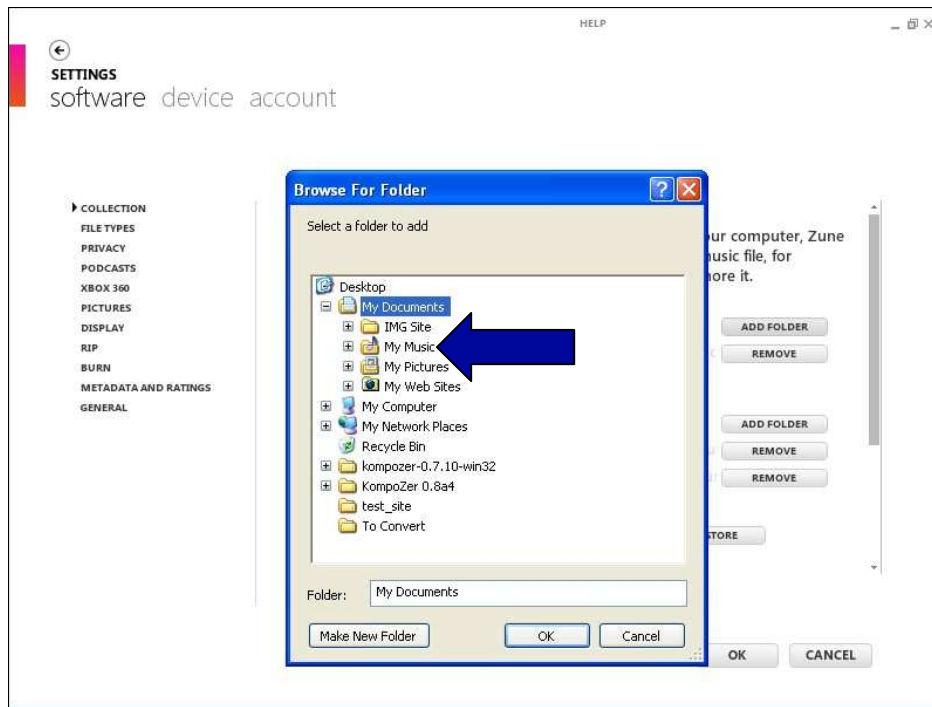 HELP
SETTINGS
software device account
COLLECTION
FILE TYPES
PRIVACY
PODCASTS
XBOX 360
PICTURES
DISPLAY
RIP
BURN
METADATA AND RATINGS
GENERAL
Browse For Folder
Select a folder to add
Desktop
My Documents
IMG Site
My Music
My Pictures
My Web Sites
My Computer
My Network Places
Recycle Bin
kompozer-0.7.10-win32
KompoZer 0.8a4
test_site
To Convert
Folder: My Documents
Make New Folder OK Cancel
computer, Zune
file, for
it.
ADD FOLDER
REMOVE
ADD FOLDER
REMOVE
REMOVE
OK CANCEL